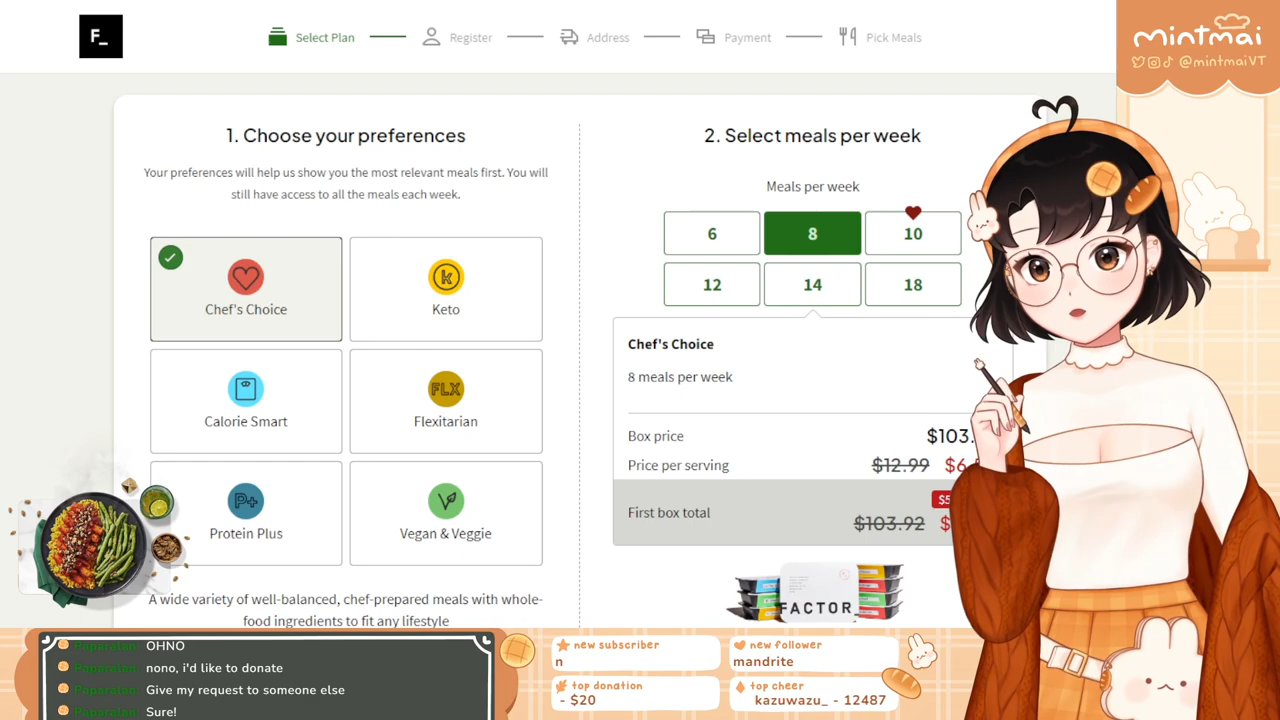 F_
Select Plan
Register
Address
Payment
Pick Meals
mintmai
@mintmaiVT
1. Choose your preferences
Your preferences will help us show you the most relevant meals first. You will
still have access to all the meals each week.
Chef's Choice
Keto
Calorie Smart
FLX
Flexitarian
P+
Protein Plus
Vegan & Veggie
A wide variety of well-balanced, chef-prepared meals with whole-
food ingredients to fit any lifestyle
2. Select meals per week
Meals per week
6
8
10
12
14
18
Chef's Choice
8 meals per week
Box price
$103.
Price per serving
$12.99 $6.
$5
First box total
$103.92 $
FACTOR_
OHNO
nono, i'd like to donate
Give my request to someone else
Sure!
new subscriber
n
new follower
mandrite
top donation
- $20
top cheer
kazuwazu_ - 12487